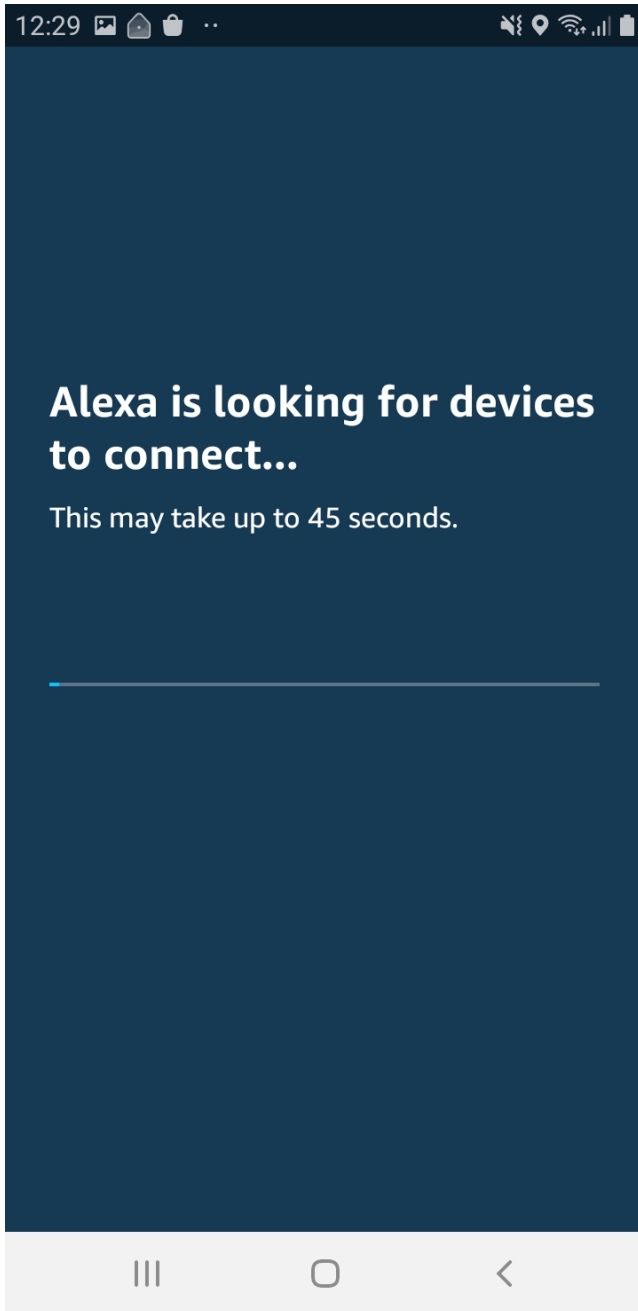 12:29
Alexa is looking for devices
to connect...
This may take up to 45 seconds.